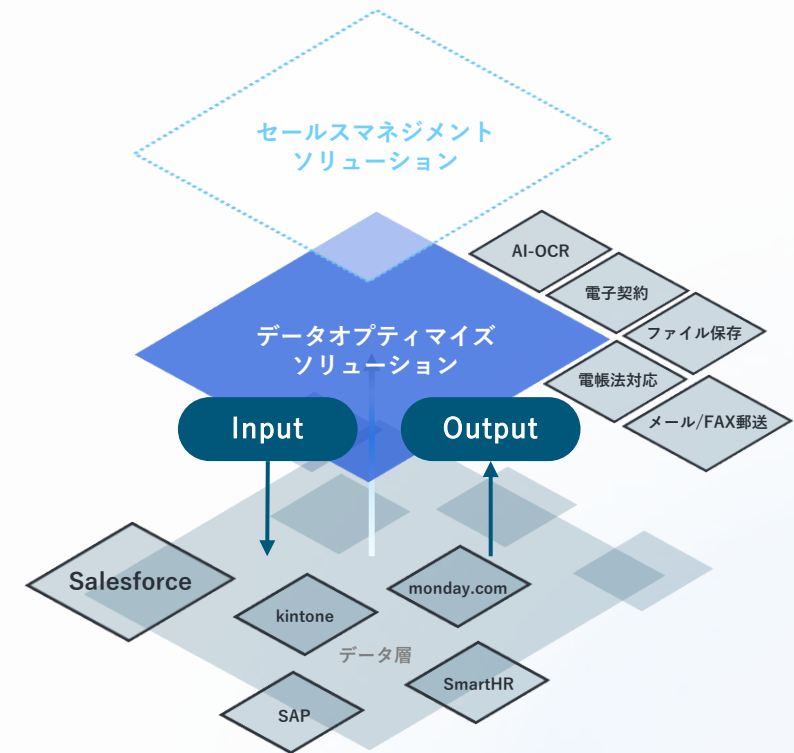 セールスマネジメント
ソリューション
AI-OCR
電子契約
ファイル保存
データオプティマイズ
ソリューション
電帳法対応
メール/FAX郵送
Input
Output
Salesforce
kintone
monday.com
データ層
SmartHR
SAP